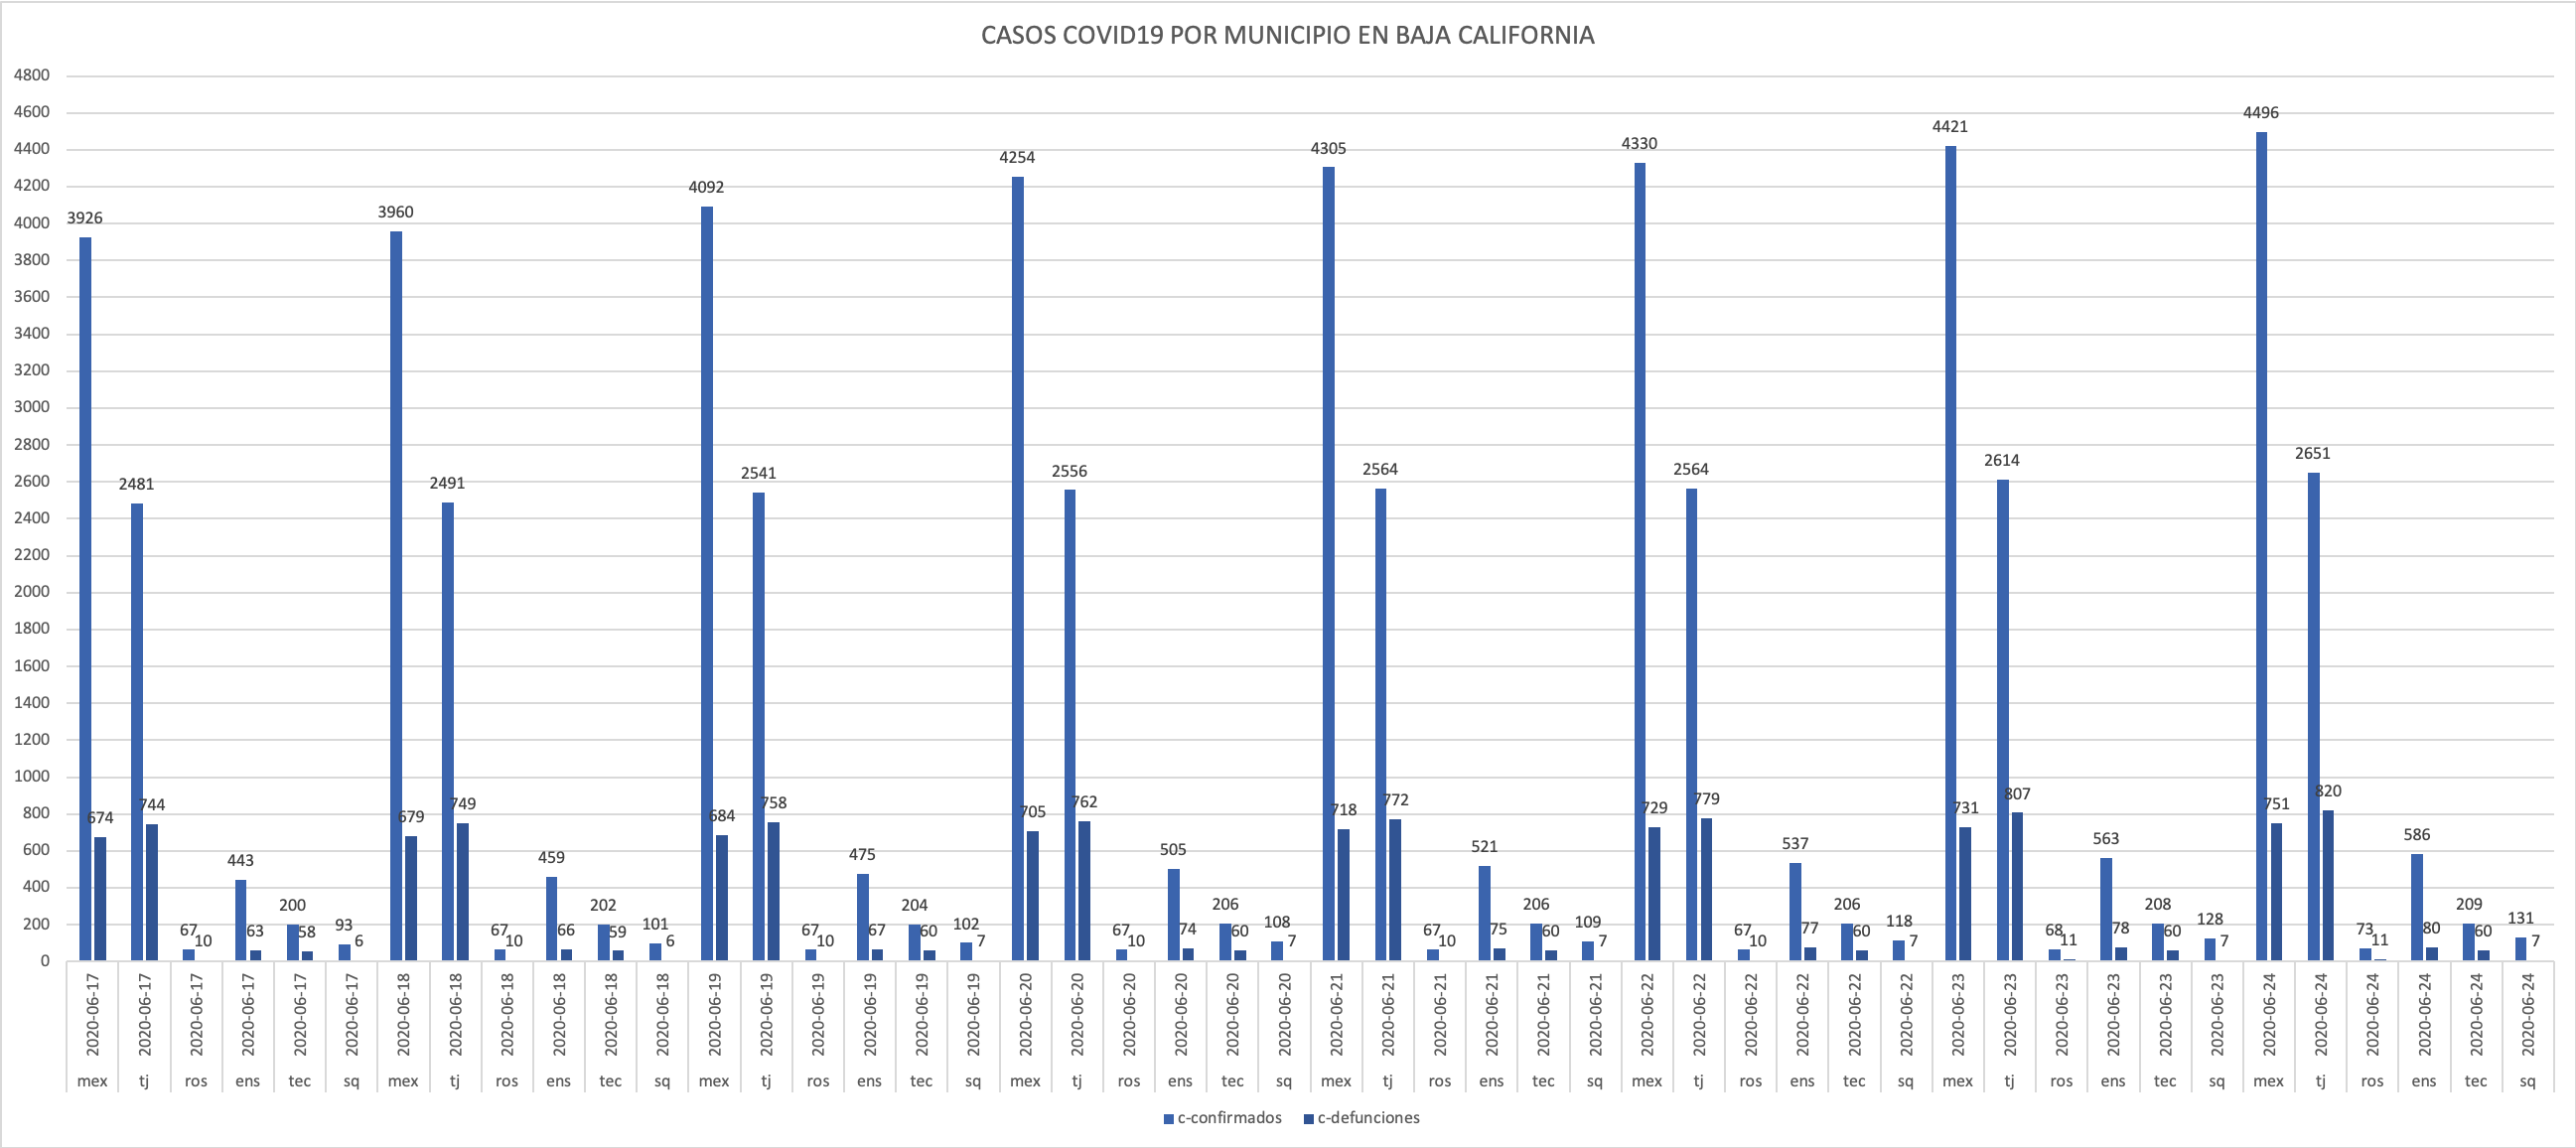 CASOS COVID19 POR MUNICIPIO EN BAJA CALIFORNIA
4800
4600
4400
4200
4000
3800
3600
3400
3200
3000
2800
2600
2400
2200
2000
1800
1600
1400
1200
1000
800
600
400
200
0
3926 674 2481 744 67 10 443 63 200 58 93 6
3960 679 2491 749 67 10 459 66 202 59 101 6
4092 684 2541 758 67 10 475 67 204 60 102 7
4254 705 2556 762 67 10 505 74 206 60 108 7
4305 718 2564 772 67 10 521 75 206 60 109 7
4330 729 2564 779 67 10 537 77 206 60 118 7
4421 731 2614 807 68 11 563 78 208 60 128 7
4496 751 2651 820 73 11 586 80 209 60 131 7
2020-06-17 2020-06-17 2020-06-17 2020-06-17 2020-06-17 2020-06-17 2020-06-18 2020-06-18 2020-06-18 2020-06-18 2020-06-18 2020-06-18 2020-06-19 2020-06-19 2020-06-19 2020-06-19 2020-06-19 2020-06-19 2020-06-20 2020-06-20 2020-06-20 2020-06-20 2020-06-20 2020-06-20 2020-06-21 2020-06-21 2020-06-21 2020-06-21 2020-06-21 2020-06-21 2020-06-22 2020-06-22 2020-06-22 2020-06-22 2020-06-22 2020-06-22 2020-06-23 2020-06-23 2020-06-23 2020-06-23 2020-06-23 2020-06-23 2020-06-24 2020-06-24 2020-06-24 2020-06-24 2020-06-24 2020-06-24
mex tj ros ens tec sq mex tj ros ens tec sq mex tj ros ens tec sq mex tj ros ens tec sq mex tj ros ens tec sq mex tj ros ens tec sq mex tj ros ens tec sq mex tj ros ens tec sq
c-confirmados c-defunciones